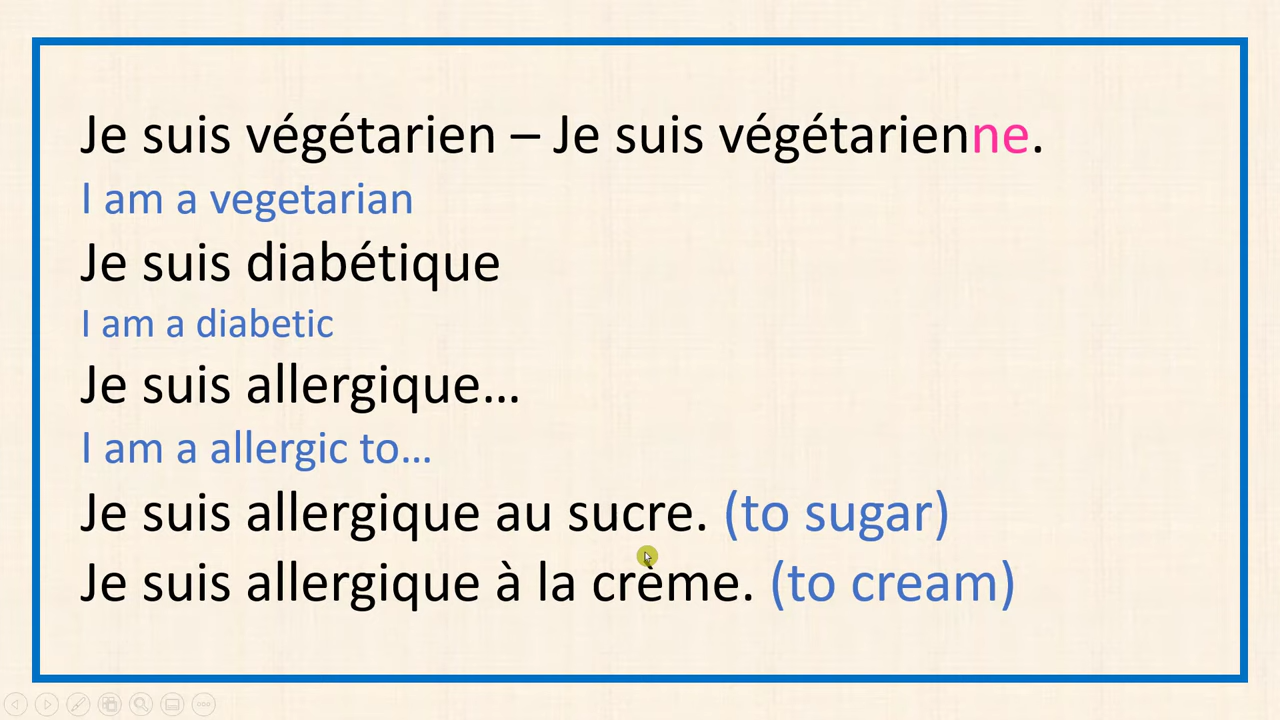 Je suis végétarien – Je suis végétarienne.
I am a vegetarian
Je suis diabétique
I am a diabetic
Je suis allergique…
I am a allergic to…
Je suis allergique au sucre. (to sugar)
Je suis allergique à la crème. (to cream)